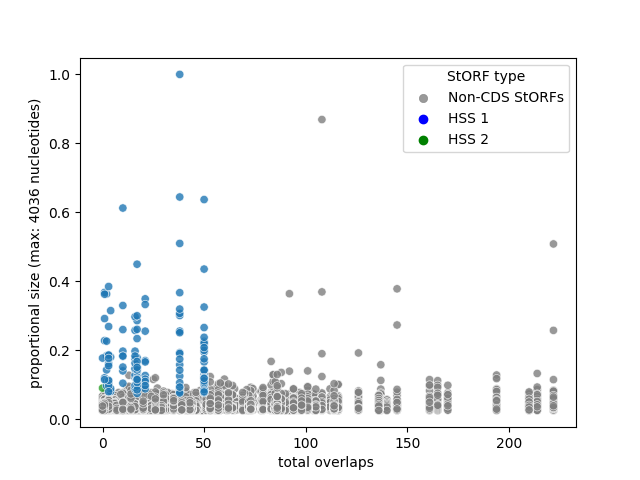 StORF type
Non-CDS StORFs
HSS 1
HSS 2
proportional size (max: 4036 nucleotides)
1.0
0.8
0.6
0.4
0.2
0.0
0 50 100 150 200
total overlaps